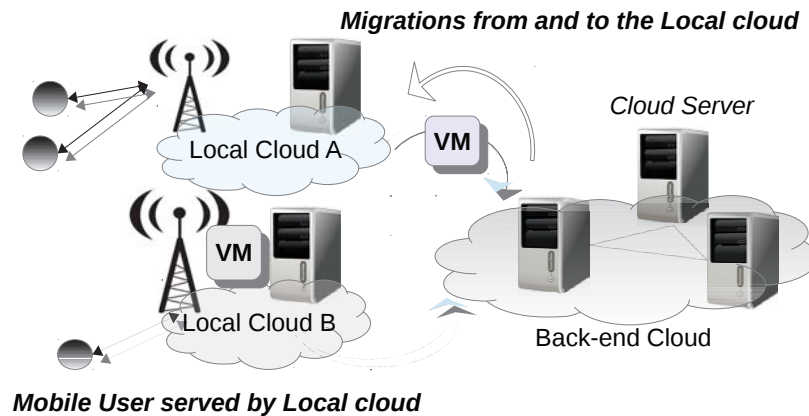 Migrations from and to the Local cloud
Cloud Server
Local Cloud A
VM
VM
Local Cloud B
Back-end Cloud
Mobile User served by Local cloud